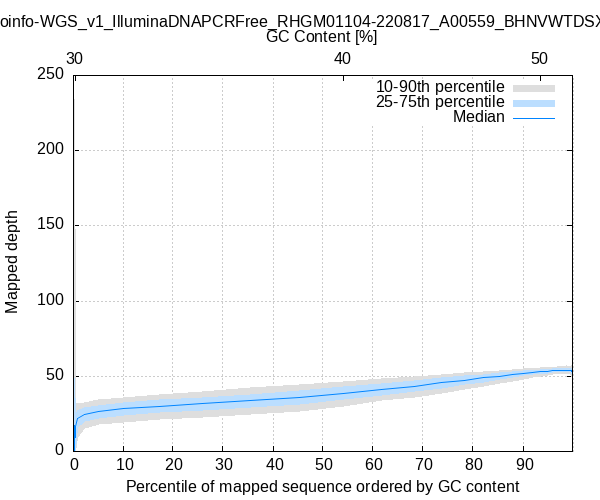 oinfo-WGS_v1_IlluminaDNAPCRFree_RHGM01104-220817_A00559_BHNVWTDSX
GC Content [%]
30 40 50
250
10-90th percentile
25-75th percentile
Median
200
150
Mapped depth
100
50
0
0 10 20 30 40 50 60 70 80 90 100
Percentile of mapped sequence ordered by GC content